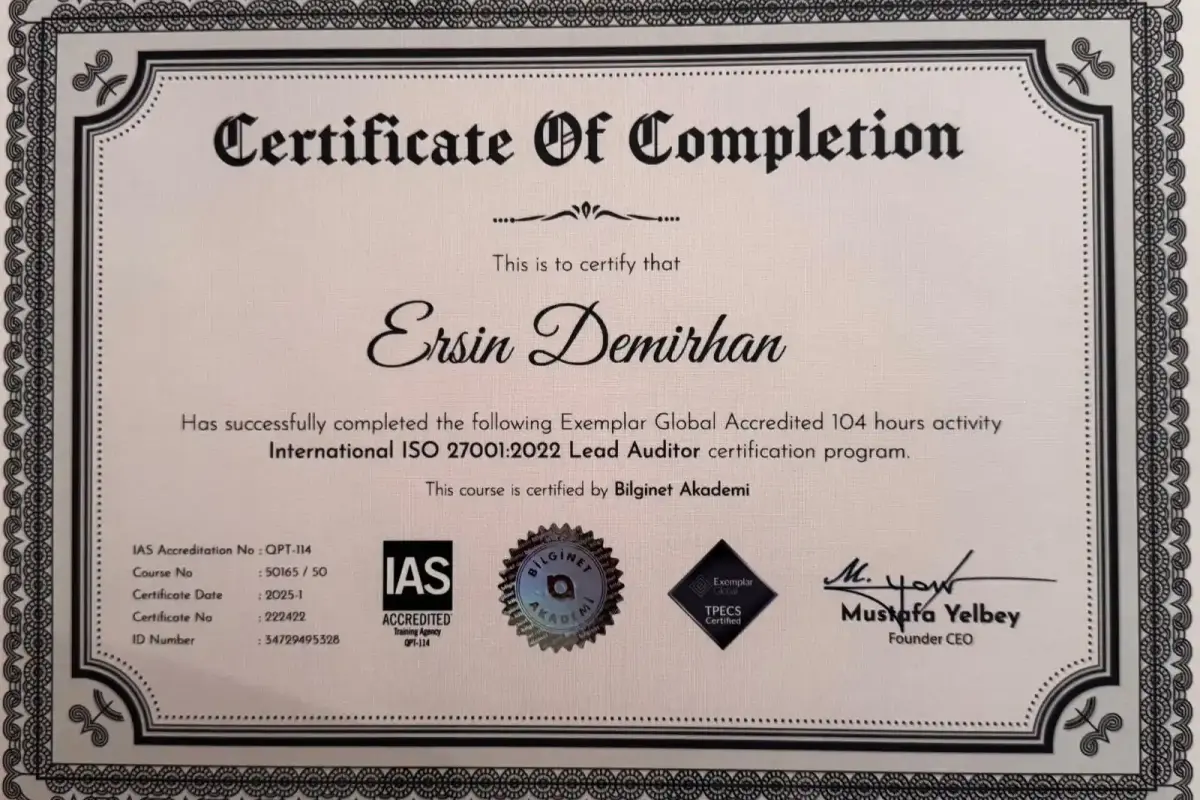 Certificate Of Completion
This is to certify that
Ersin Demirhan
Has successfully completed the following Exemplar Global Accredited 104 hours activity
International ISO 27001:2022 Lead Auditor certification program.
This course is certified by Bilginet Akademi
IAS Accreditation No : QPT-114
Course No : 50165 / 50
Certificate Date : 2025-1
Certificate No : 222422
ID Number : 34729495328
IAS
ACCREDITED
Training Agency
QPT-114
BİLGİNET
AKADEMİ
Exemplar
Global
TPECS
Certified
Mustafa Yelbey
Founder CEO